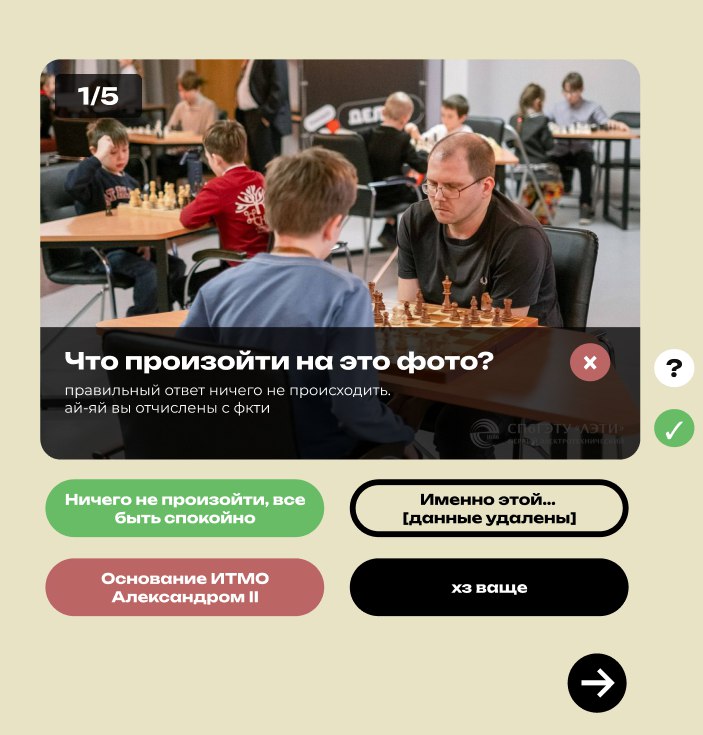 1/5
ДЕЛ
Что произойти на это фото?
×
правильный ответ ничего не происходить.
ай-яй вы отчислены с фкти
СПбГЭТУ «ЛЭТИ»
?
✓
Ничего не произойти, все
быть спокойно
Именно этой...
[данные удалены]
Основание ИТМО
Александром II
хз ваще
→